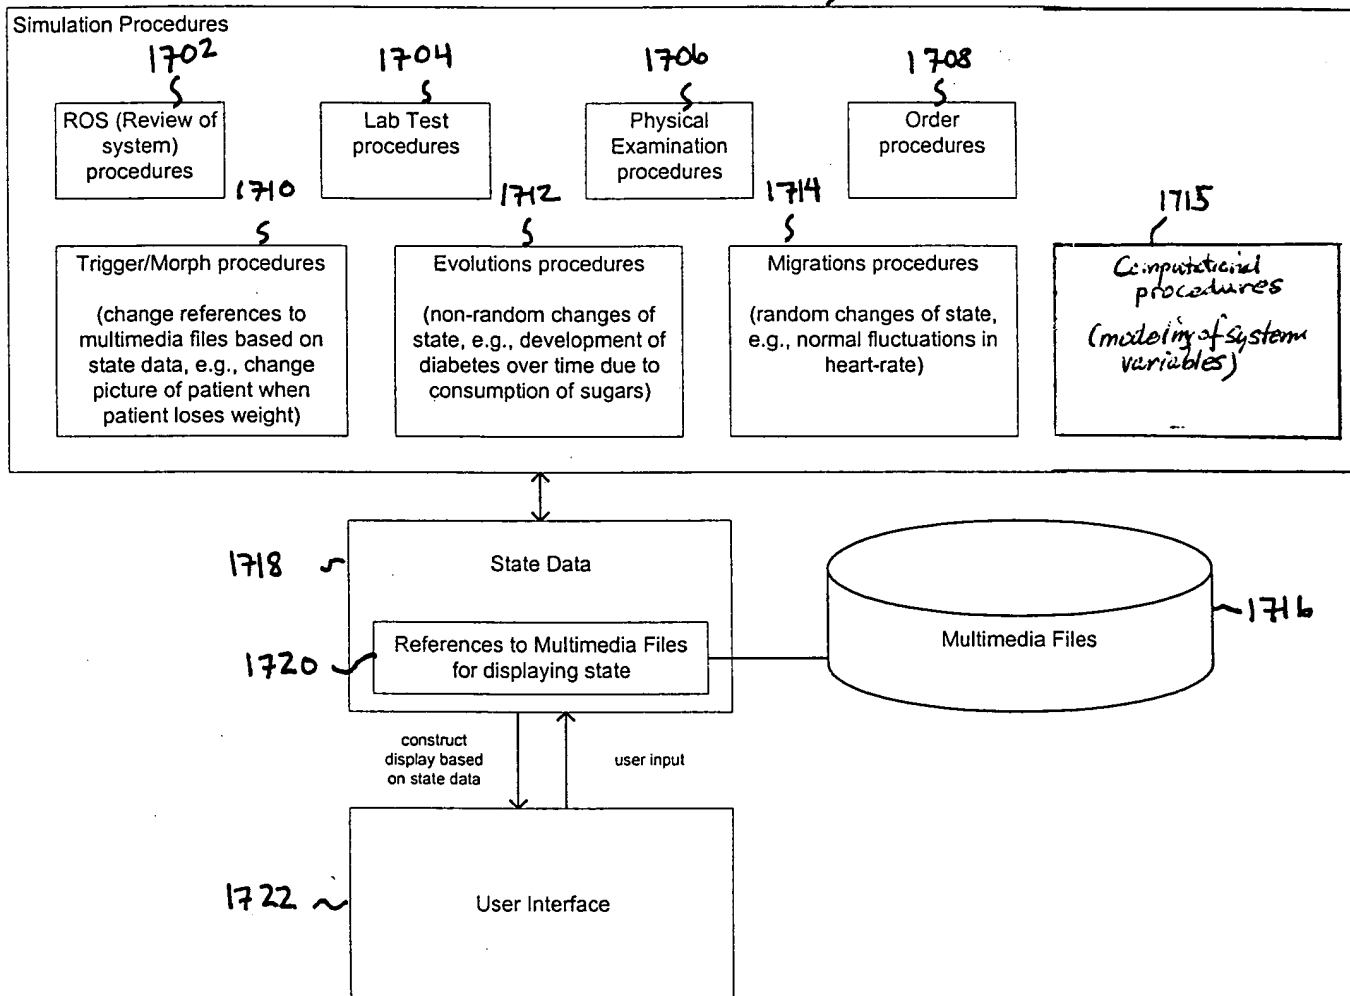 Simulation Procedures
1702
1704
1706
1708
ROS (Review of
system)
procedures
Lab Test
procedures
Physical
Examination
procedures
Order
procedures
1710
1712
1714
1715
Trigger/Morph procedures
(change references to
multimedia files based on
state data, e.g., change
picture of patient when
patient loses weight)
Evolutions procedures
(non-random changes of
state, e.g., development of
diabetes over time due to
consumption of sugars)
Migrations procedures
(random changes of state,
e.g., normal fluctuations in
heart-rate)
Computational
procedures
(modeling of system
variables)
1718
State Data
1720
References to Multimedia Files
for displaying state
Multimedia Files
1716
construct
display based
on state data
user input
1722
User Interface